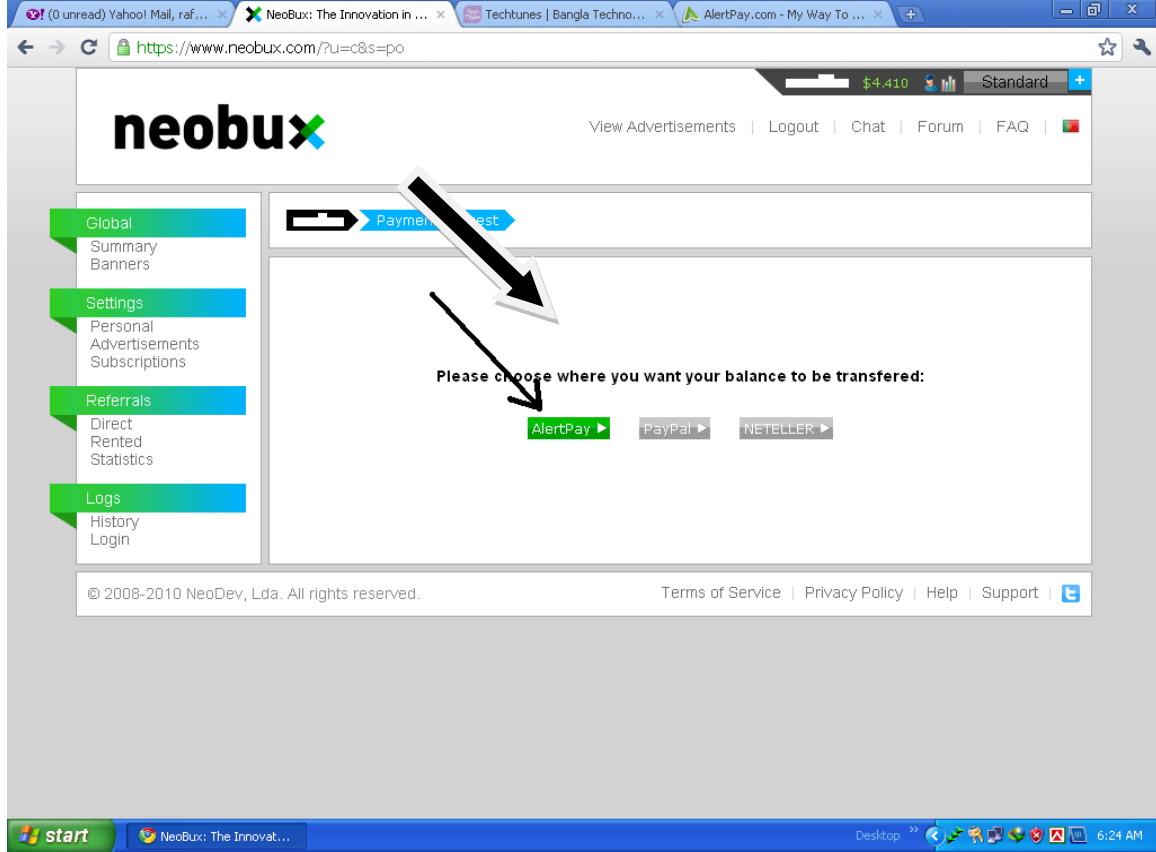 (0 unread) Yahoo! Mail, raf... NeoBux: The Innovation in ... Techtunes | Bangla Techno... AlertPay.com - My Way To ...
https://www.neobux.com/?u=c&s=po
$4.410 Standard +
neobux
View Advertisements | Logout | Chat | Forum | FAQ |
Global
Summary
Banners
Settings
Personal
Advertisements
Subscriptions
Referrals
Direct
Rented
Statistics
Logs
History
Login
Please choose where you want your balance to be transfered:
AlertPay PayPal NETELLER
© 2008-2010 NeoDev, Lda. All rights reserved.
Terms of Service | Privacy Policy | Help | Support |
start NeoBux: The Innovat... Desktop 6:24 AM